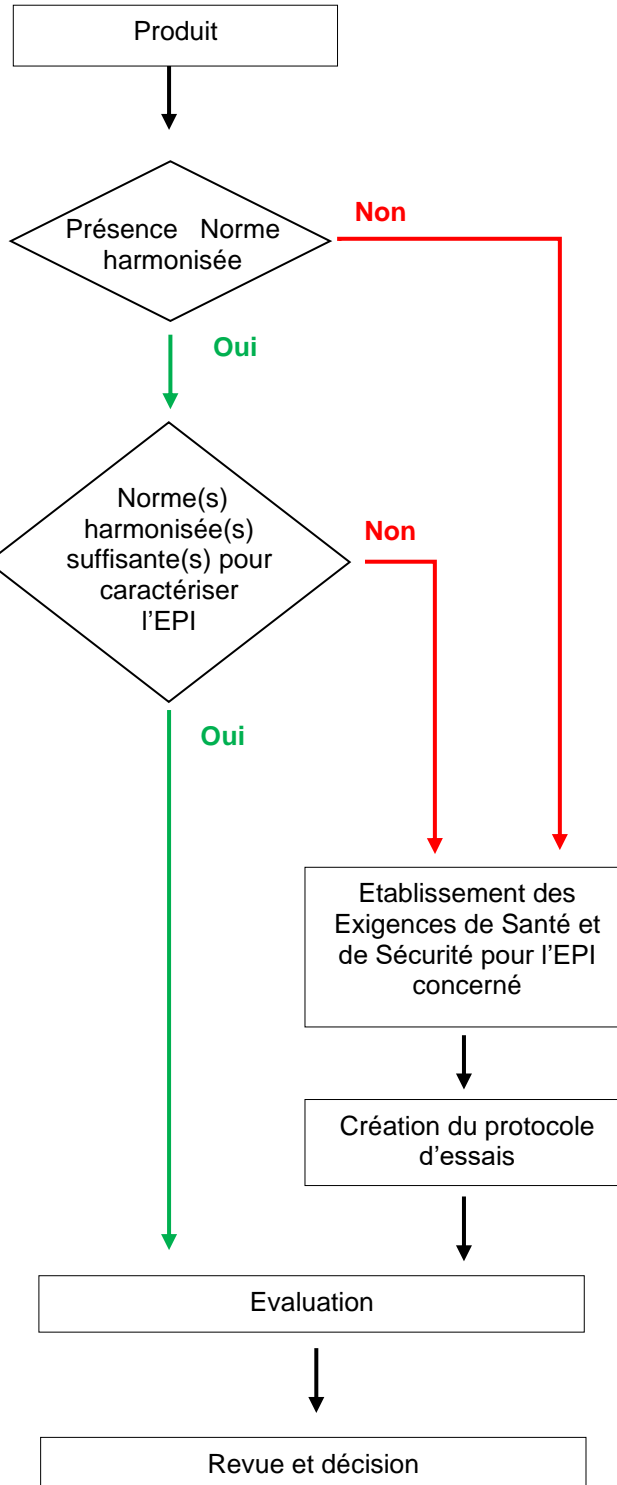 Produit
Présence Norme
harmonisée
Non
Oui
Norme(s)
harmonisée(s)
suffisante(s) pour
caractériser
l’EPI
Non
Oui
Etablissement des
Exigences de Santé et
de Sécurité pour l’EPI
concerné
Création du protocole
d’essais
Evaluation
Revue et décision